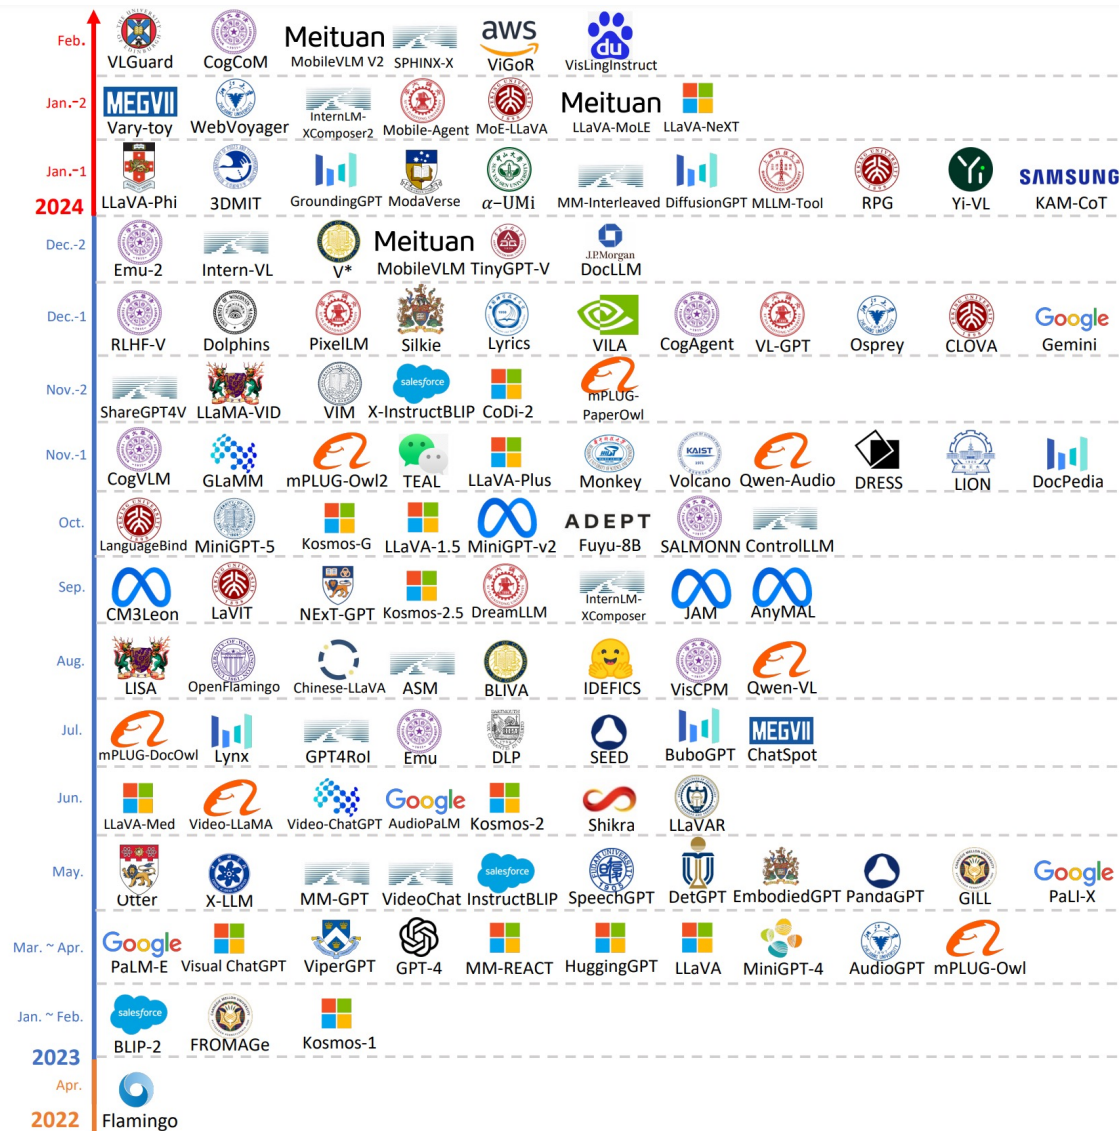 Feb.
Meituan
aws
du
VLGuard
CogCoM
MobileVLM V2
SPHINX-X
ViGoR
VisLingInstruct
Jan.-2
MEGVII
Meituan
Vary-toy
WebVoyager
InternLM-
XComposer2
Mobile-Agent
MoE-LLaVA
LLaVA-MoLE
LLaVA-NeXT
Jan.-1
Yi
SAMSUNG
2024
LLaVA-Phi
3DMIT
GroundingGPT
ModaVerse
α-UMi
MM-Interleaved
DiffusionGPT
MLLM-Tool
RPG
Yi-VL
KAM-CoT
Dec.-2
Meituan
J.P.Morgan
Emu-2
Intern-VL
V*
MobileVLM
TinyGPT-V
DocLLM
Dec.-1
Google
RLHF-V
Dolphins
PixelLM
Silkie
Lyrics
VILA
CogAgent
VL-GPT
Osprey
CLOVA
Gemini
Nov.-2
salesforce
ShareGPT4V
LLaMA-VID
VIM
X-InstructBLIP
CoDi-2
mPLUG-
PaperOwl
Nov.-1
KAIST
CogVLM
GLaMM
mPLUG-Owl2
TEAL
LLaVA-Plus
Monkey
Volcano
Qwen-Audio
DRESS
LION
DocPedia
Oct.
ADEPT
LanguageBind
MiniGPT-5
Kosmos-G
LLaVA-1.5
MiniGPT-v2
Fuyu-8B
SALMONN
ControlLLM
Sep.
CM3Leon
LaVIT
NExT-GPT
Kosmos-2.5
DreamLLM
InternLM-
XComposer
JAM
AnyMAL
Aug.
LISA
OpenFlamingo
Chinese-LLaVA
ASM
BLIVA
IDEFICS
VisCPM
Qwen-VL
Jul.
DARTMOUTH
MEGVII
mPLUG-DocOwl
Lynx
GPT4RoI
Emu
DLP
SEED
BuboGPT
ChatSpot
Jun.
Google
LLaVA-Med
Video-LLaMA
Video-ChatGPT
AudioPaLM
Kosmos-2
Shikra
LLaVAR
May.
salesforce
FUDAN UNIVERSITY
1905
Google
Otter
X-LLM
MM-GPT
VideoChat
InstructBLIP
SpeechGPT
DetGPT
EmbodiedGPT
PandaGPT
GILL
PaLI-X
Mar. ~ Apr.
Google
PaLM-E
Visual ChatGPT
ViperGPT
GPT-4
MM-REACT
HuggingGPT
LLaVA
MiniGPT-4
AudioGPT
mPLUG-Owl
Jan. ~ Feb.
salesforce
2023
BLIP-2
FROMAGe
Kosmos-1
Apr.
2022
Flamingo